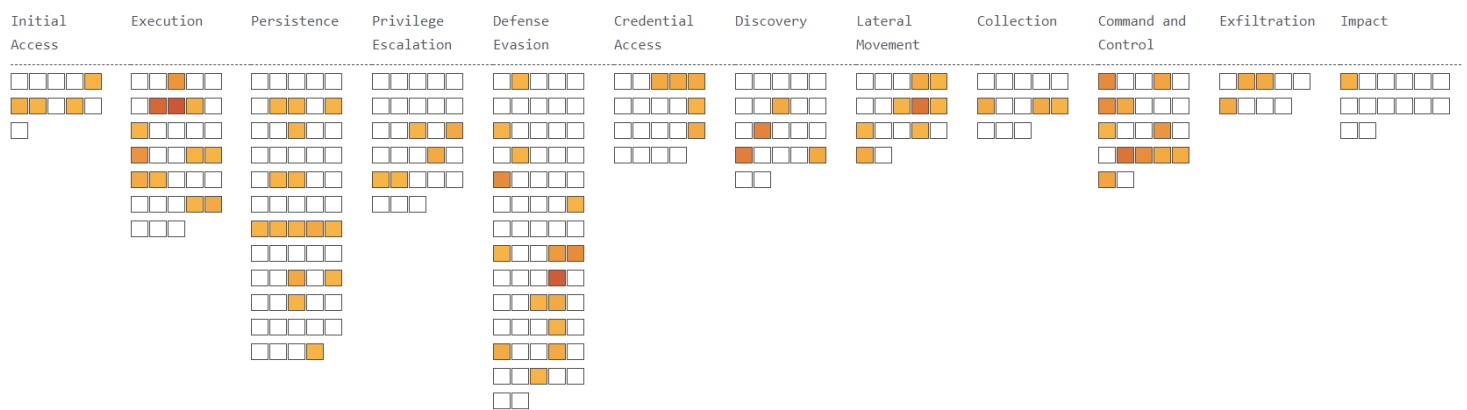 Initial
Access
Execution
Persistence
Privilege
Escalation
Defense
Evasion
Credential
Access
Discovery
Lateral
Movement
Collection
Command and
Control
Exfiltration
Impact